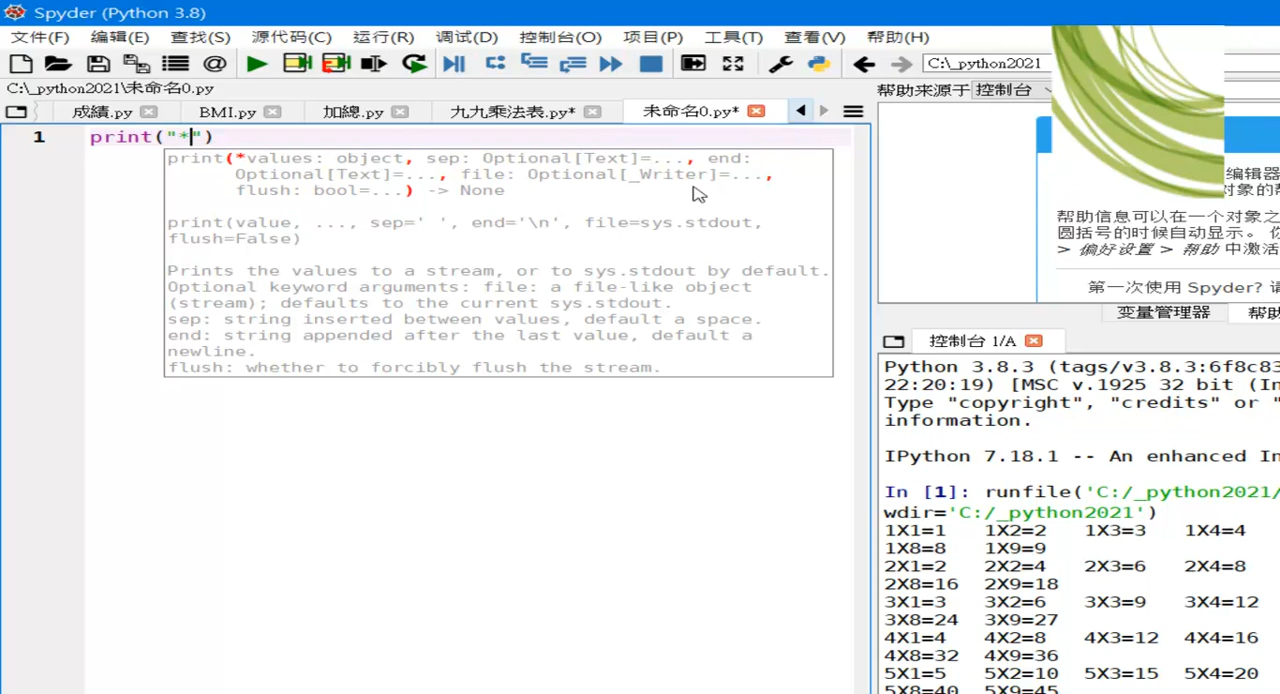 Spyder (Python 3.8)
文件(F) 编辑(E) 查找(S) 源代码(C) 运行(R) 调试(D) 控制台(O) 项目(P) 工具(T) 查看(V) 帮助(H)
C:\_python2021
C:\_python2021\未命名0.py
帮助来源于 控制台
成績.py BMI.py 加總.py 九九乘法表.py* 未命名0.py*
1 print("*")
print(*values: object, sep: Optional[Text]=..., end:
Optional[Text]=..., file: Optional[_Writer]=...,
flush: bool=...) -> None
print(value, ..., sep=' ', end='\n', file=sys.stdout,
flush=False)
Prints the values to a stream, or to sys.stdout by default.
Optional keyword arguments: file: a file-like object
(stream); defaults to the current sys.stdout.
sep: string inserted between values, default a space.
end: string appended after the last value, default a
newline.
flush: whether to forcibly flush the stream.
编辑器
对象的帮
帮助信息可以在一个对象之
圆括号的时候自动显示。
> 偏好设置 > 帮助 中激活
第一次使用 Spyder?
变量管理器 帮助
控制台 1/A
Python 3.8.3 (tags/v3.8.3:6f8c83
22:20:19) [MSC v.1925 32 bit (In
Type "copyright", "credits" or "
information.
IPython 7.18.1 -- An enhanced In
In [1]: runfile('C:/_python2021/
wdir='C:/_python2021')
1X1=1 1X2=2 1X3=3 1X4=4
1X8=8 1X9=9
2X1=2 2X2=4 2X3=6 2X4=8
2X8=16 2X9=18
3X1=3 3X2=6 3X3=9 3X4=12
3X8=24 3X9=27
4X1=4 4X2=8 4X3=12 4X4=16
4X8=32 4X9=36
5X1=5 5X2=10 5X3=15 5X4=20
5X8=40 5X9=45